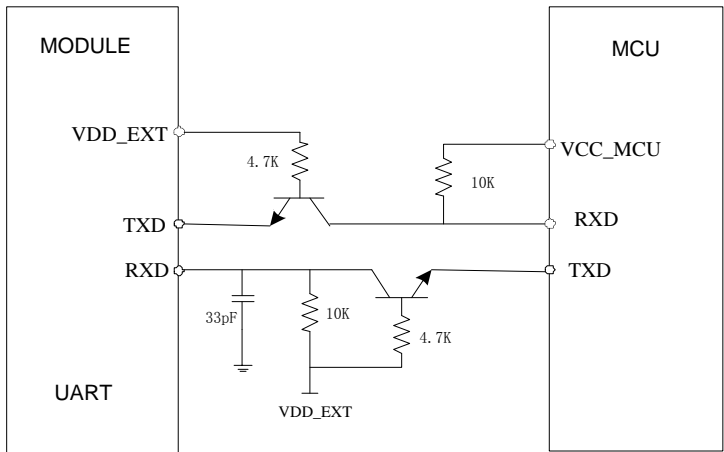 MODULE
MCU
VDD_EXT
4.7K
VCC_MCU
10K
TXD
RXD
RXD
TXD
33pF
10K
4.7K
UART
VDD_EXT